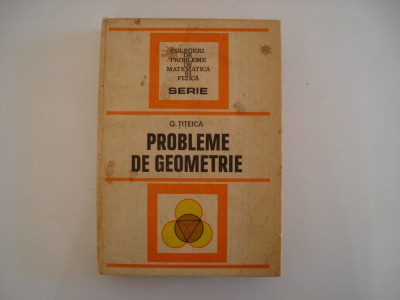 CULEGERI
DE
PROBLEME
DE
MATEMATICĂ
ȘI
FIZICĂ
SERIE
G. ȚIȚEICA
PROBLEME
DE GEOMETRIE